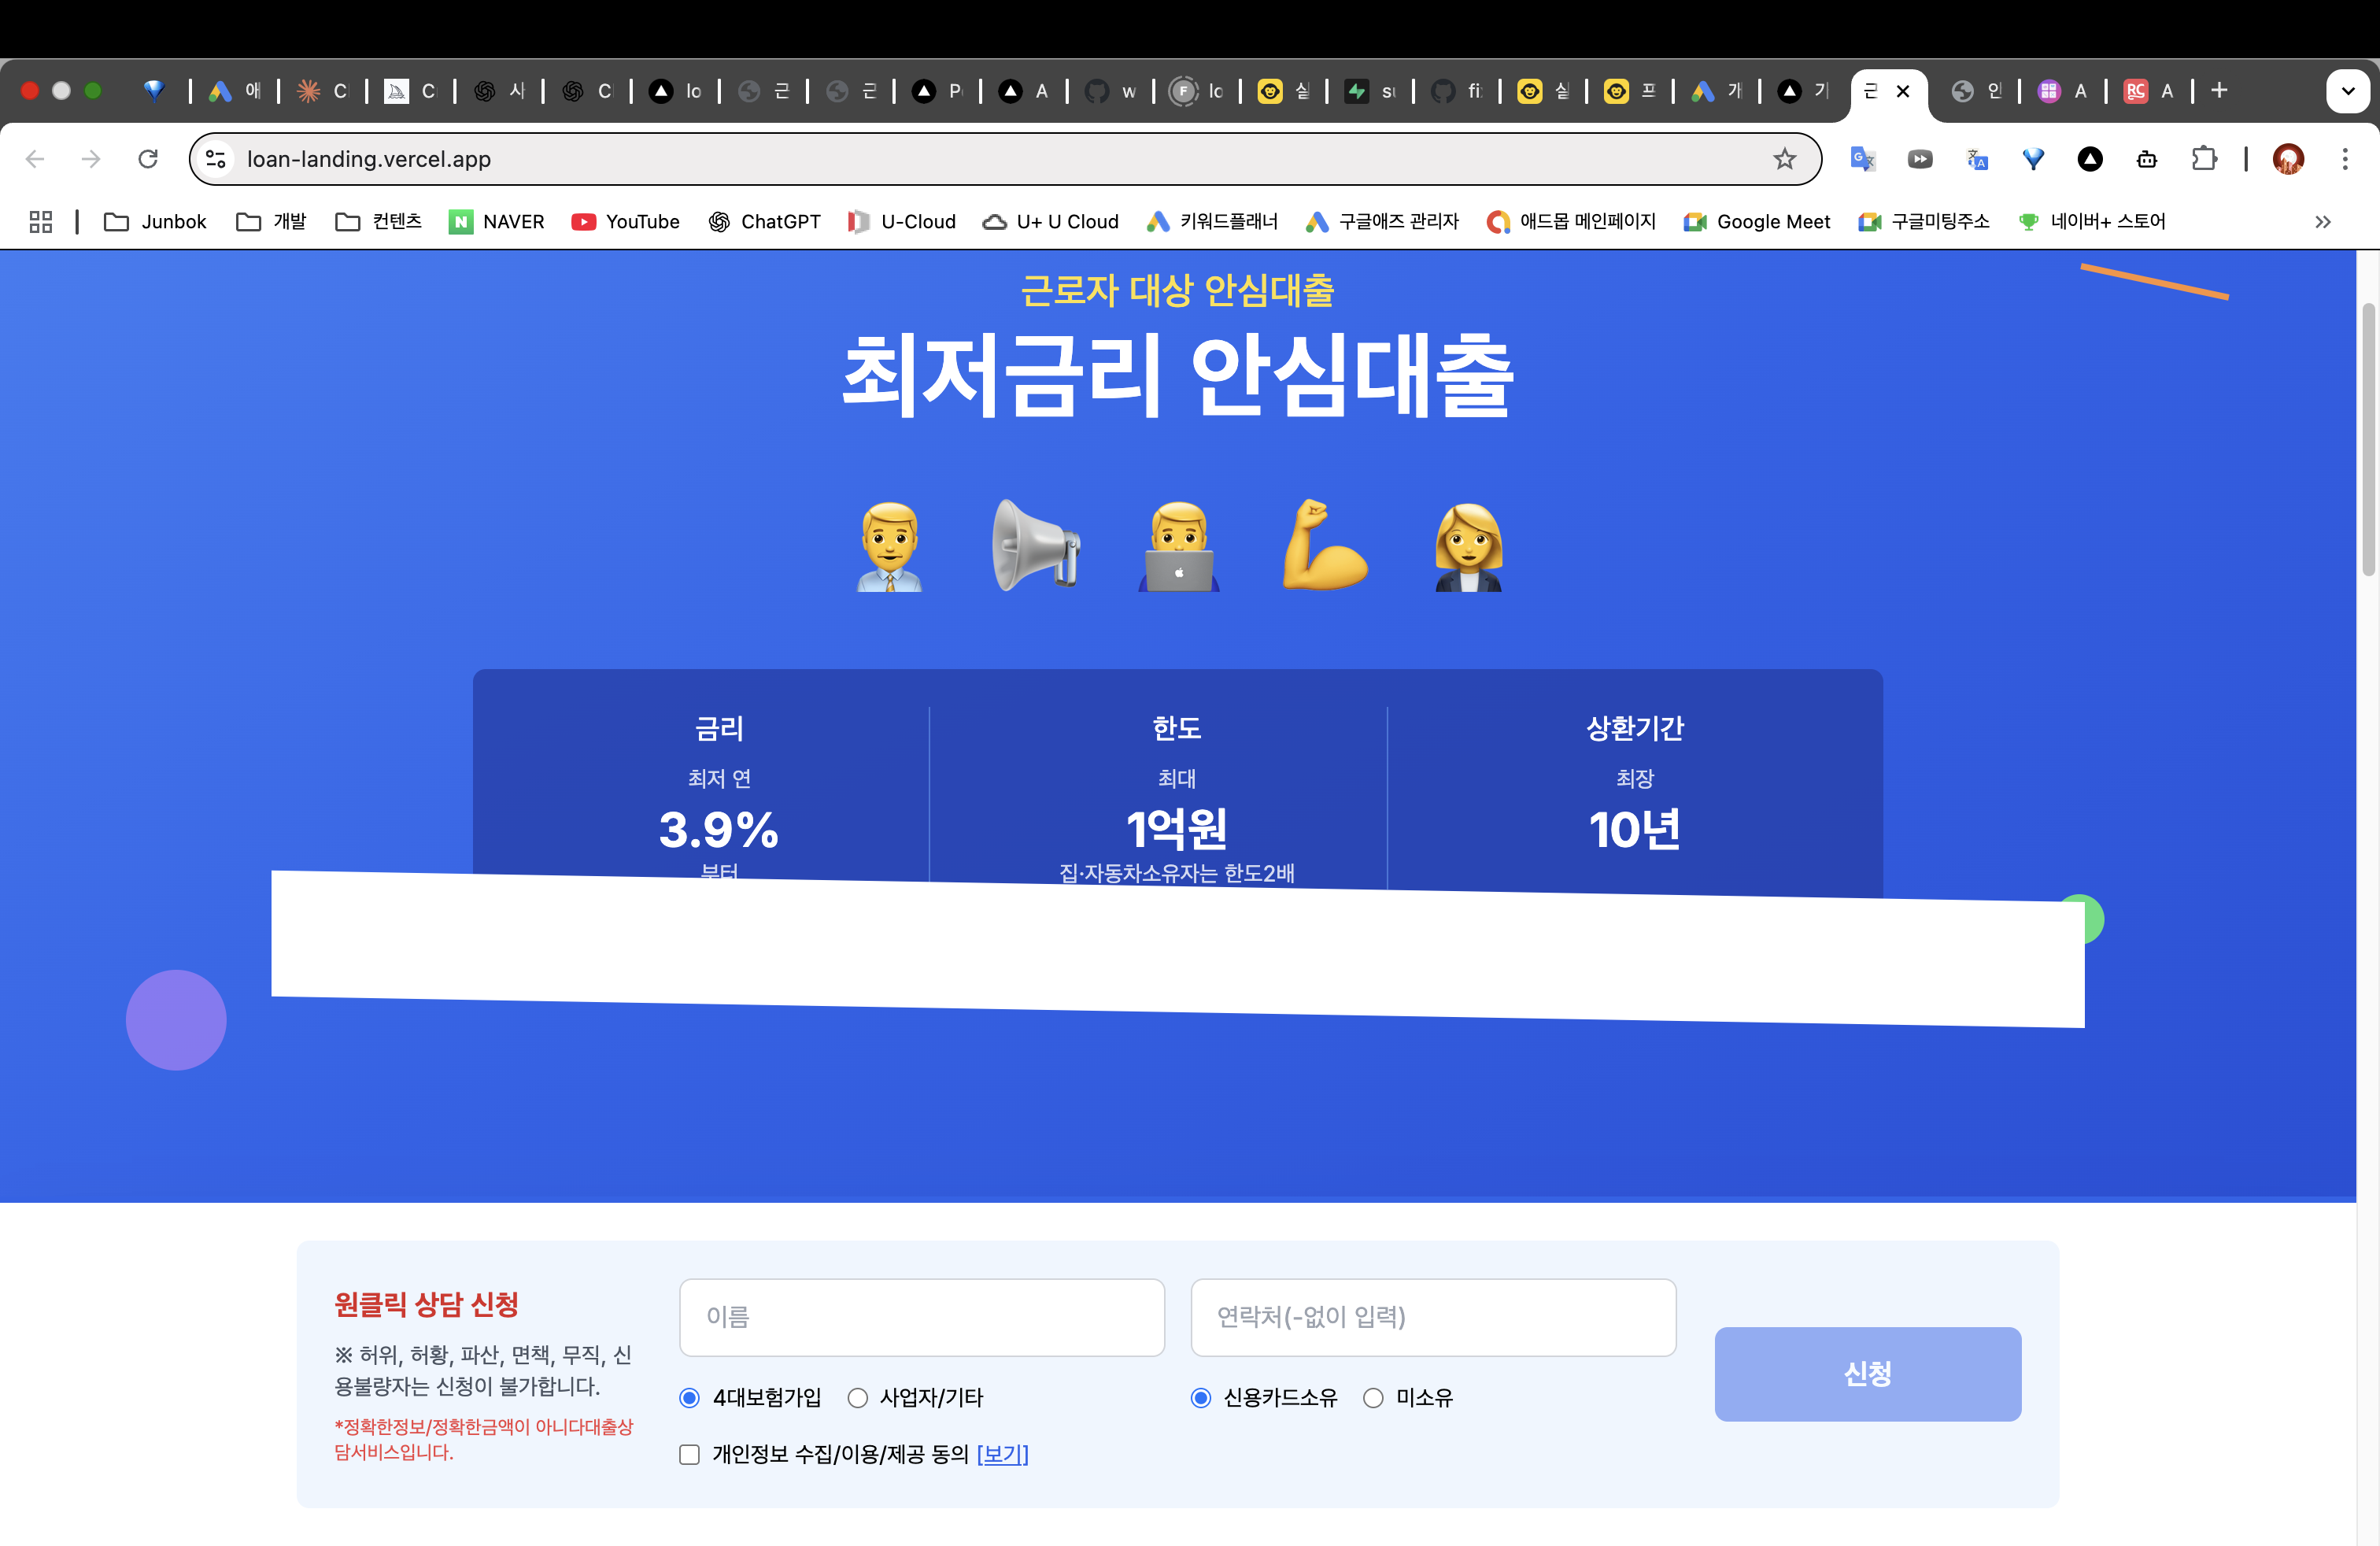 애
C
C
사
C
lo
근
근
P
A
w
lo
실
su
fi
실
프
개
기
근
인
A
A
loan-landing.vercel.app
Junbok
개발
컨텐츠
NAVER
YouTube
ChatGPT
U-Cloud
U+ U Cloud
키워드플래너
구글애즈 관리자
애드몹 메인페이지
Google Meet
구글미팅주소
네이버+ 스토어
근로자 대상 안심대출
최저금리 안심대출
금리
최저 연
3.9%
부터
한도
최대
1억원
집·자동차소유자는 한도2배
상환기간
최장
10년
원클릭 상담 신청
※ 허위, 허황, 파산, 면책, 무직, 신
용불량자는 신청이 불가합니다.
*정확한정보/정확한금액이 아니다대출상
담서비스입니다.
이름
연락처(-없이 입력)
4대보험가입
사업자/기타
신용카드소유
미소유
개인정보 수집/이용/제공 동의 [보기]
신청